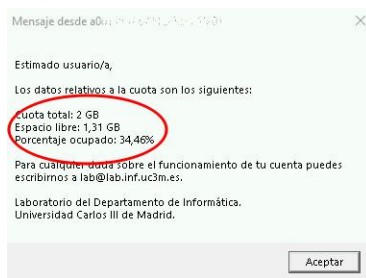 Mensaje desde
Estimado usuario/a,
Los datos relativos a la cuota son los siguientes:
Cuota total: 2 GB
Espacio libre: 1,31 GB
Porcentaje ocupado: 34,46%
Para cualquier duda sobre el funcionamiento de tu cuenta puedes
escribirnos a lab@lab.inf.uc3m.es.
Laboratorio del Departamento de Informática.
Universidad Carlos III de Madrid.
Aceptar